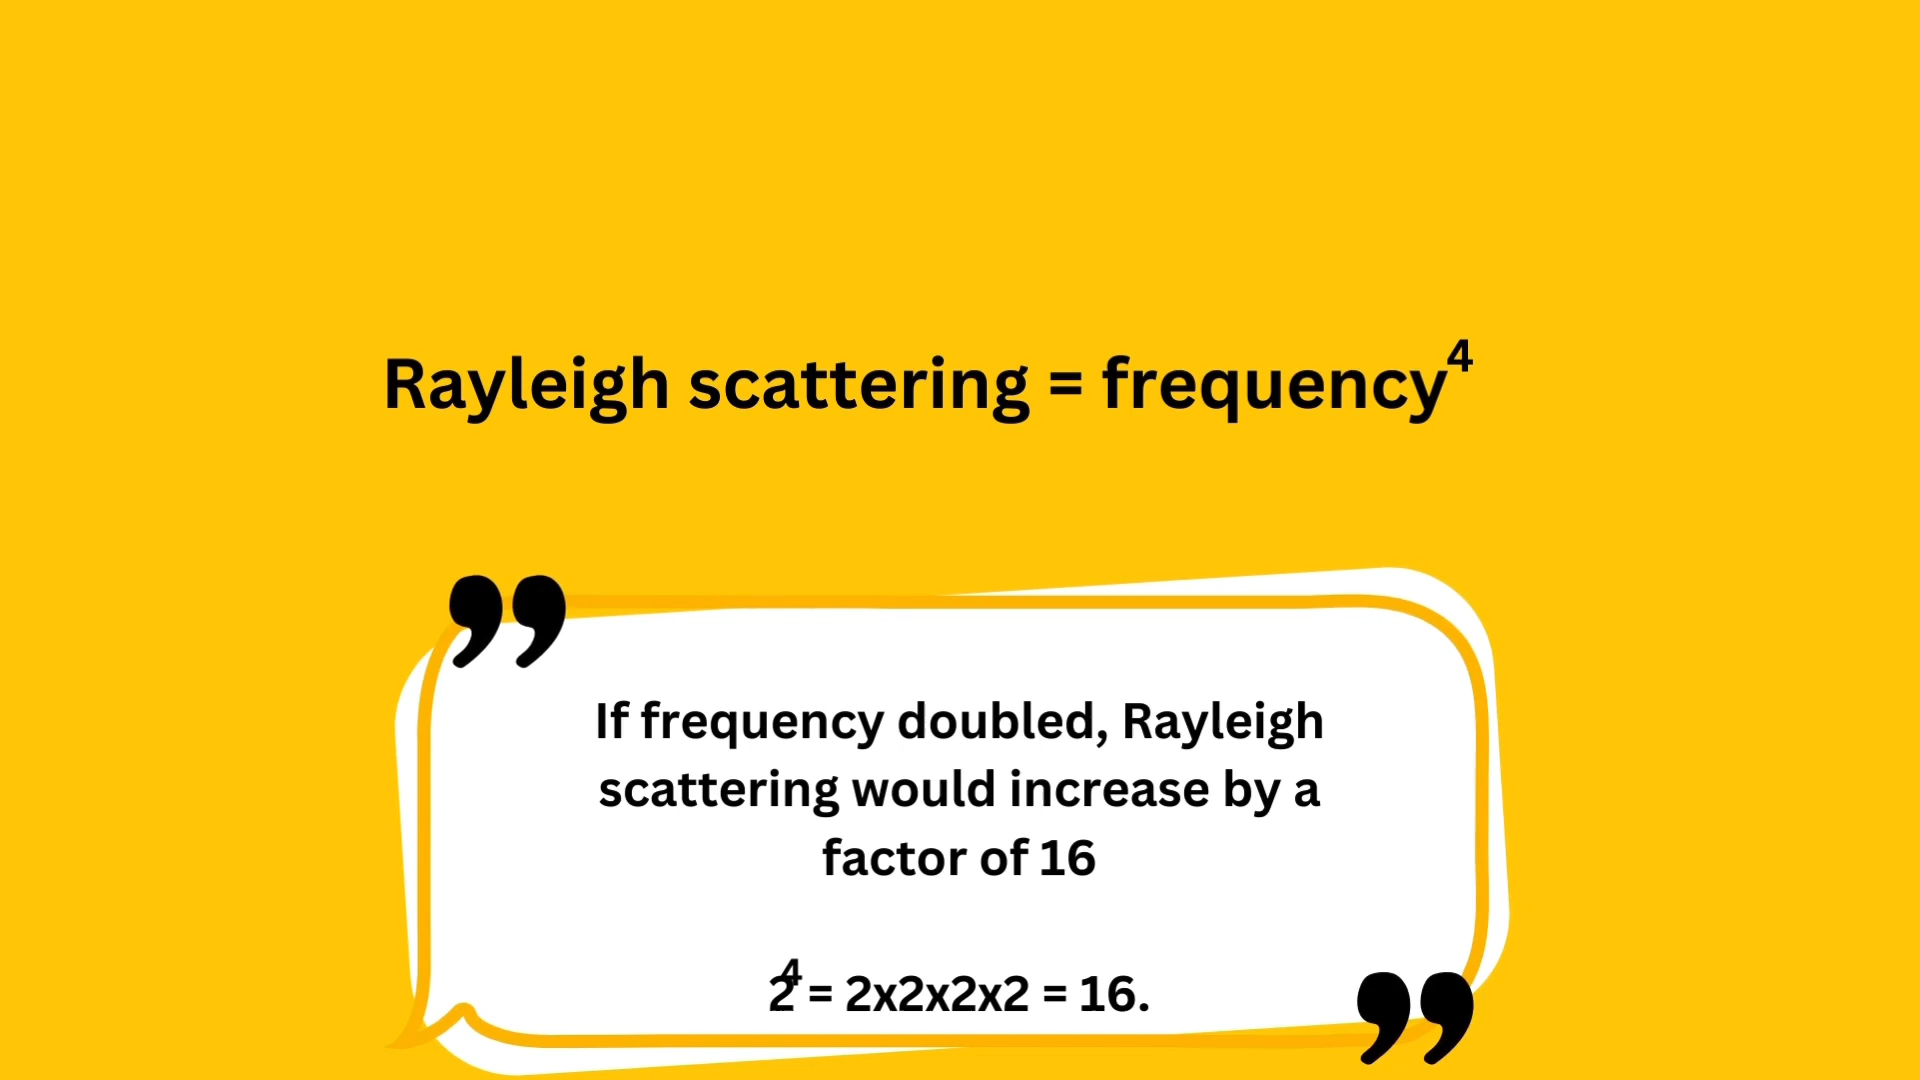 Rayleigh scattering = frequency⁴
If frequency doubled, Rayleigh
scattering would increase by a
factor of 16
2⁴ = 2x2x2x2 = 16.